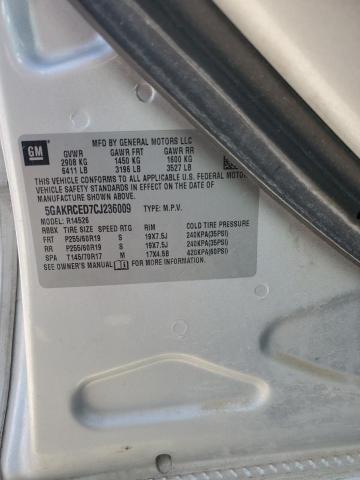 GM
MFD BY GENERAL MOTORS LLC
GVWR GAWR FRT GAWR RR
2908 KG 1450 KG 1600 KG
6411 LB 3196 LB 3527 LB
THIS VEHICLE CONFORMS TO ALL APPLICABLE U.S. FEDERAL MOTOR
VEHICLE SAFETY STANDARDS IN EFFECT ON THE DATE OF
MANUFACTURE SHOWN ABOVE.
5GAKRCED7CJ236009 TYPE: M.P.V.
MODEL: R14526
RBBX TIRE SIZE SPEED RTG RIM COLD TIRE PRESSURE
FRT P255/60R19 S 19X7.5J 240KPA(35PSI)
RR P255/60R19 S 19X7.5J 240KPA(35PSI)
SPA T145/70R17 M 17X4.5B 420KPA(60PSI)
SEE OWNER'S MANUAL FOR MORE INFORMATION.